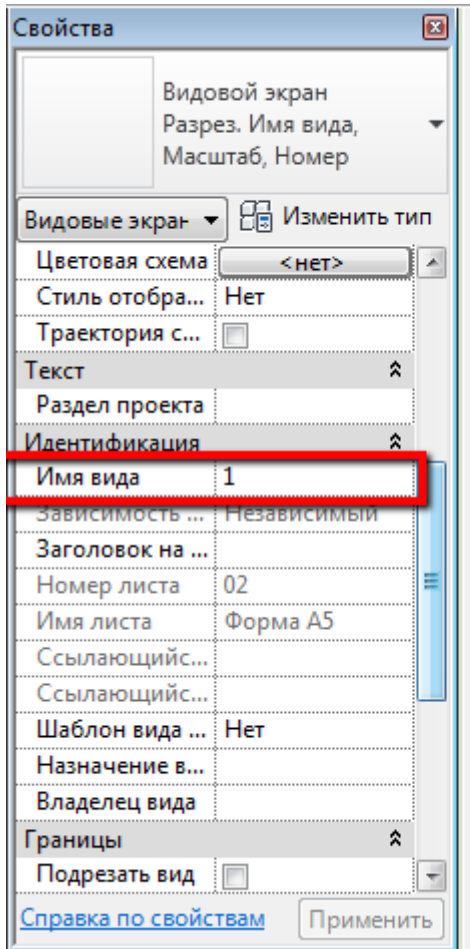 Свойства
Видовой экран
Разрез. Имя вида,
Масштаб, Номер
Видовые экран Изменить тип
Цветовая схема <нет>
Стиль отобра... Нет
Траектория с...
Текст
Раздел проекта
Идентификация
Имя вида 1
Зависимость ... Независимый
Заголовок на ...
Номер листа 02
Имя листа Форма А5
Ссылающийс...
Ссылающийс...
Шаблон вида ... Нет
Назначение в...
Владелец вида
Границы
Подрезать вид
Справка по свойствам Применить